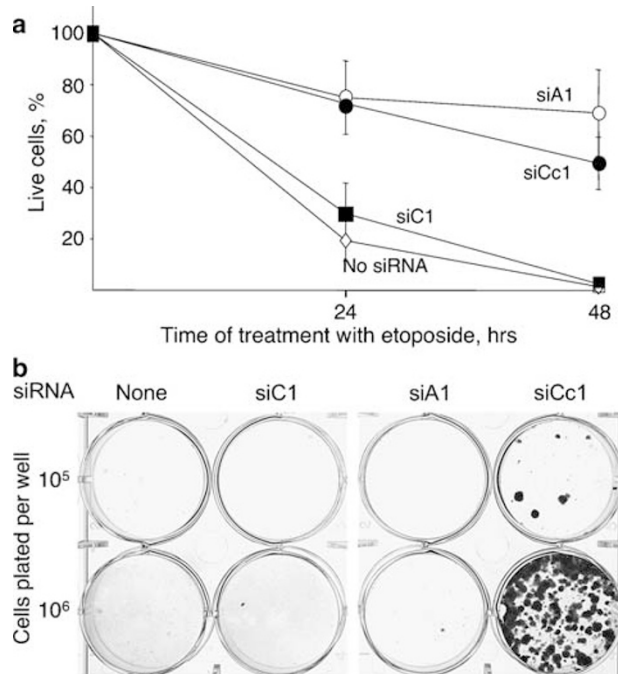 a
100
80
60
40
20
Live cells, %
siA1
siCc1
siC1
No siRNA
24
48
Time of treatment with etoposide, hrs
b
siRNA None siC1 siA1 siCc1
Cells plated per well
10⁵
10⁶